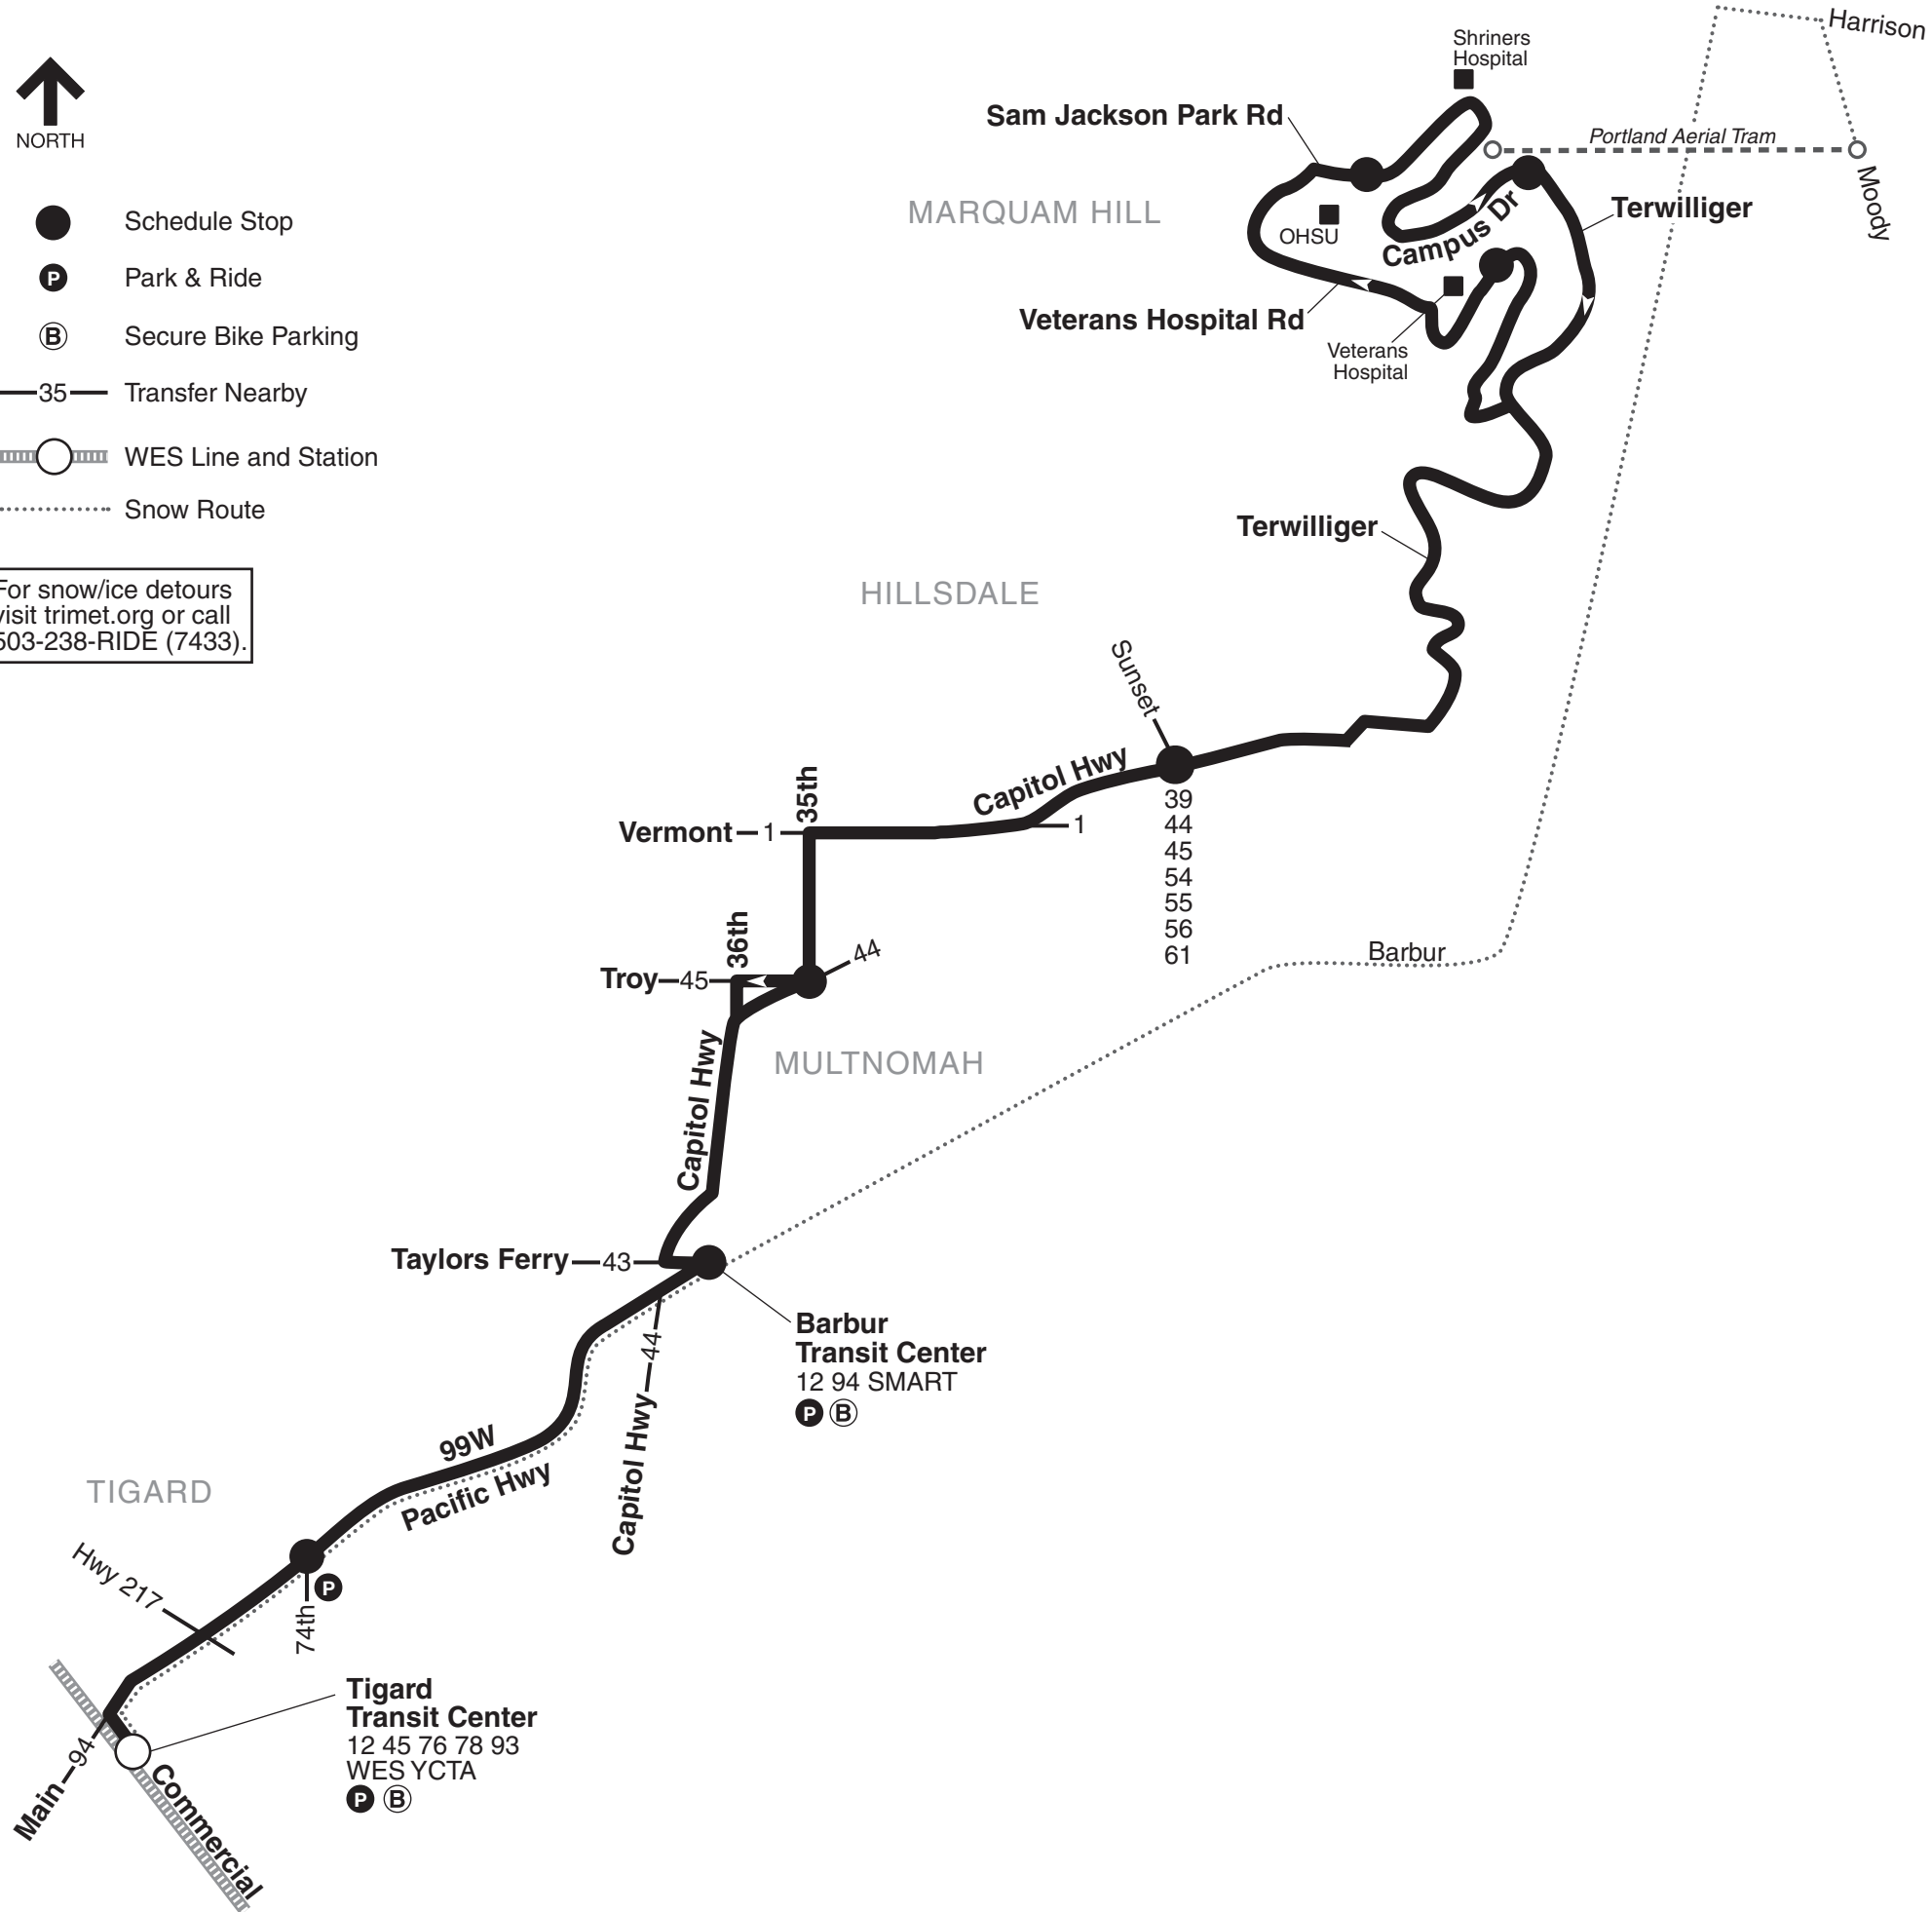 NORTH
Schedule Stop
P
Park & Ride
B
Secure Bike Parking
35
Transfer Nearby
WES Line and Station
Snow Route
For snow/ice detours
visit trimet.org or call
503-238-RIDE (7433).
Harrison
Shriners
Hospital
Sam Jackson Park Rd
Portland Aerial Tram
Moody
MARQUAM HILL
OHSU
Campus Dr
Terwilliger
Veterans Hospital Rd
Veterans
Hospital
Terwilliger
HILLSDALE
Sunset
Capitol Hwy
39
44
45
54
55
56
61
35th
Vermont
1
1
36th
Troy
45
44
Barbur
Capitol Hwy
MULTNOMAH
Taylors Ferry
43
Barbur
Transit Center
12 94 SMART
P B
44
Capitol Hwy
99W
Pacific Hwy
TIGARD
Hwy 217
P
74th
Tigard
Transit Center
12 45 76 78 93
WES YCTA
P B
94
Main
Commercial